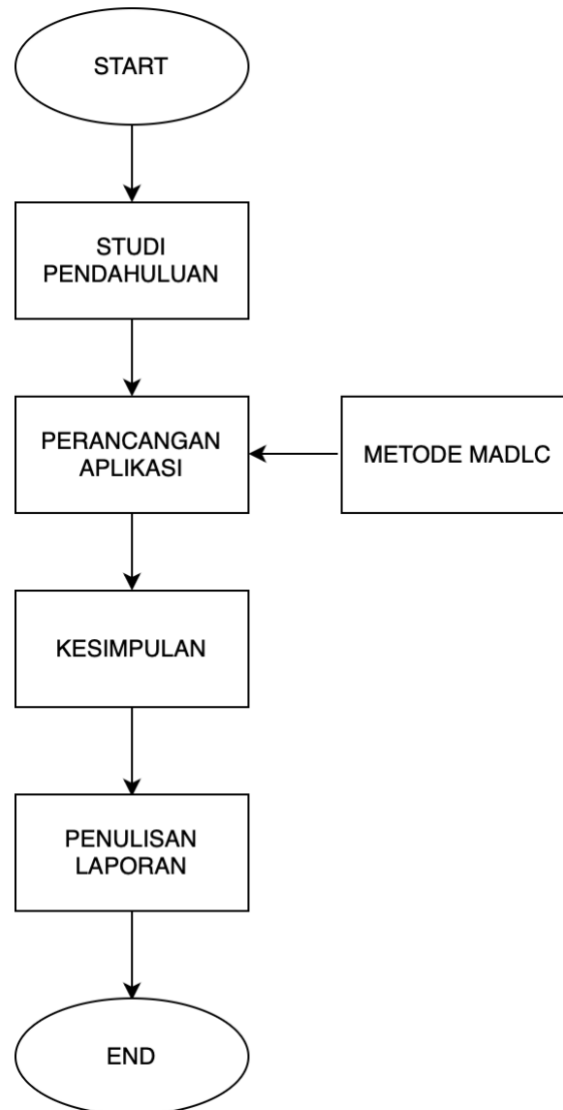 START
STUDI
PENDAHULUAN
PERANCANGAN
APLIKASI
METODE MADLC
KESIMPULAN
PENULISAN
LAPORAN
END